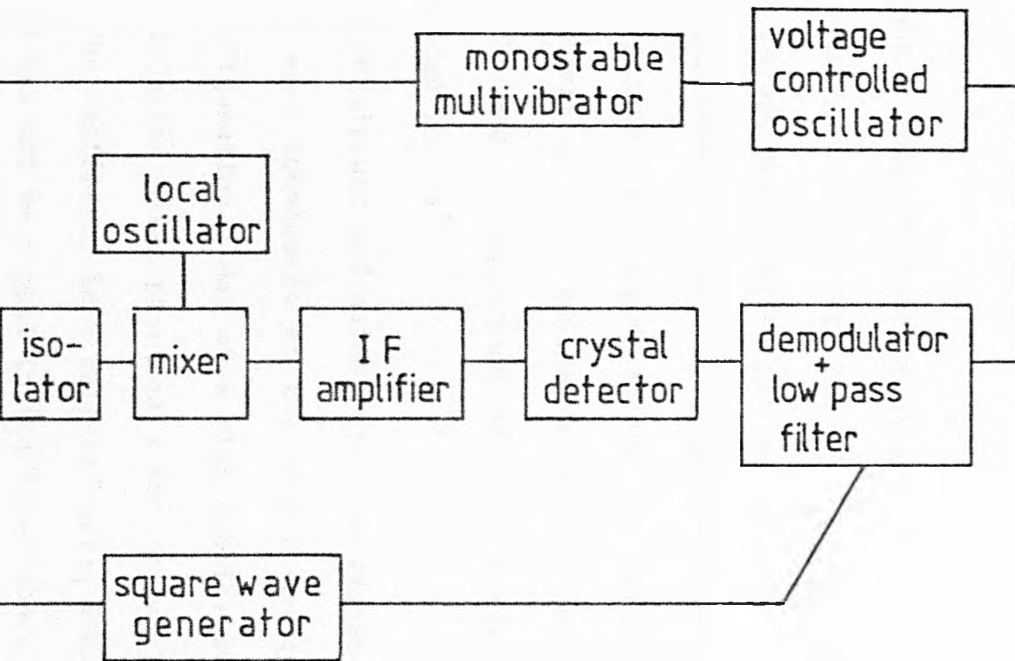 monostable
multivibrator
voltage
controlled
oscillator
local
oscillator
iso-
lator
mixer
I F
amplifier
crystal
detector
demodulator
+
low pass
filter
square wave
generator